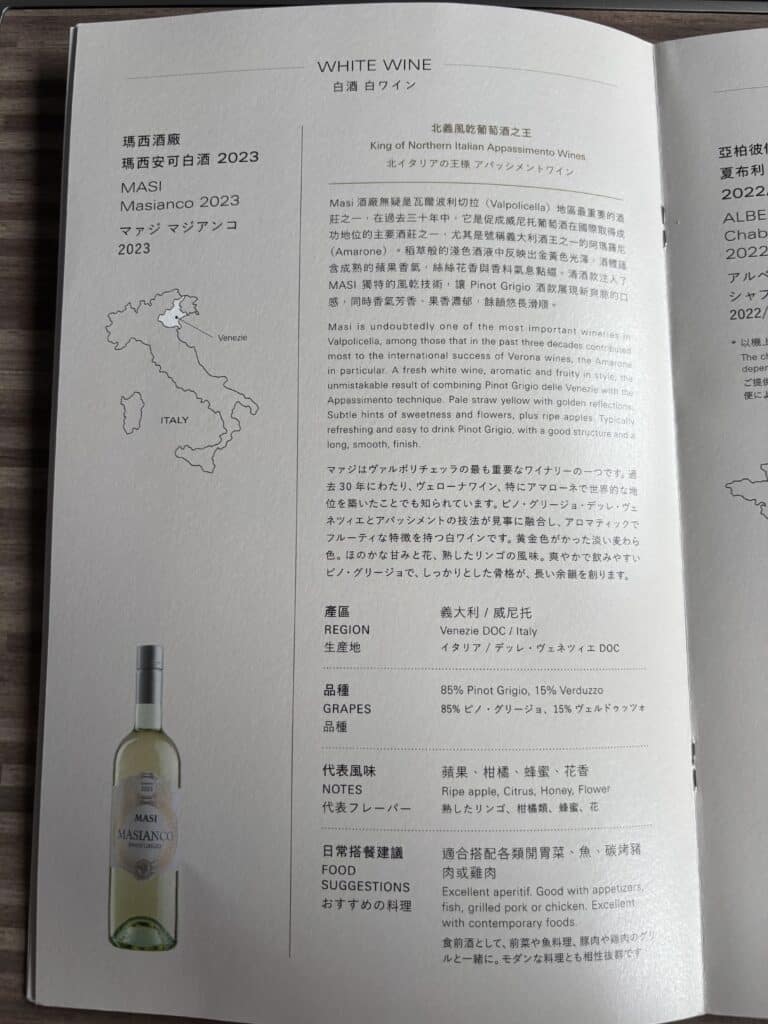 WHITE WINE
白酒 白ワイン
瑪西酒廠
瑪西安可白酒 2023
MASI
Masianco 2023
マァジ マジアンコ
2023
Venezie
ITALY
北義風乾葡萄酒之王
King of Northern Italian Appassimento Wines
北イタリアの王様 アパッシメントワイン
Masi 酒廠無疑是瓦爾波利切拉（Valpolicella）地區最重要的酒
莊之一，在過去三十年中，它是促成威尼托葡萄酒在國際取得成
功地位的主要酒莊之一，尤其是號稱義大利酒王之一的阿瑪羅尼
（Amarone）。稻草般的淺色酒液中反映出金黃色光澤，酒體蘊
含成熟的蘋果香氣，絲絲花香與香料氣息點綴。清酒款注入了
MASI 獨特的風乾技術，讓 Pinot Grigio 酒款展現新爽脆的口
感，同時香氣芳香、果香濃郁，餘韻悠長滑順。
Masi is undoubtedly one of the most important wineries in
Valpolicella, among those that in the past three decades contributed
most to the international success of Verona wines, the Amarone
in particular. A fresh white wine, aromatic and fruity in style, the
unmistakable result of combining Pinot Grigio delle Venezie with the
Appassimento technique. Pale straw yellow with golden reflections.
Subtle hints of sweetness and flowers, plus ripe apples. Typically
refreshing and easy to drink Pinot Grigio, with a good structure and a
long, smooth, finish.
マァジはヴァルポリチェッラの最も重要なワイナリーの一つです。過
去 30 年にわたり、ヴェローナワイン、特にアマローネで世界的な地
位を築いたことでも知られています。ピノ・グリージョ・デッレ・ヴェ
ネツィエとアパッシメントの技法が見事に融合し、アロマティックで
フルーティな特徴を持つ白ワインです。黄金色がかった淡い麦わら
色。ほのかな甘みと花、熟したリンゴの風味。爽やかで飲みやすい
ピノ・グリージョで、しっかりとした骨格が、長い余韻を創ります。
產區 義大利 / 威尼托
REGION Venezie DOC / Italy
生産地 イタリア / デッレ・ヴェネツィエ DOC
品種 85% Pinot Grigio, 15% Verduzzo
GRAPES 85% ピノ・グリージョ、15% ヴェルドゥッツォ
品種
代表風味 蘋果、柑橘、蜂蜜、花香
NOTES Ripe apple, Citrus, Honey, Flower
代表フレーバー 熟したリンゴ、柑橘類、蜂蜜、花
日常搭餐建議 適合搭配各類開胃菜、魚、碳烤豬
肉或雞肉
FOOD
SUGGESTIONS
おすすめの料理
Excellent aperitif. Good with appetizers,
fish, grilled pork or chicken. Excellent
with contemporary foods.
食前酒として、前菜や魚料理、豚肉や鶏肉のグリ
ルと一緒に。モダンな料理とも相性抜群です
MASI
MASIANCO
亞柏彼
夏布利
2022/
ALBE
Chab
2022
アルベ
シャブ
2022/
* 以機上
The ch
depen
ご提供
便によ